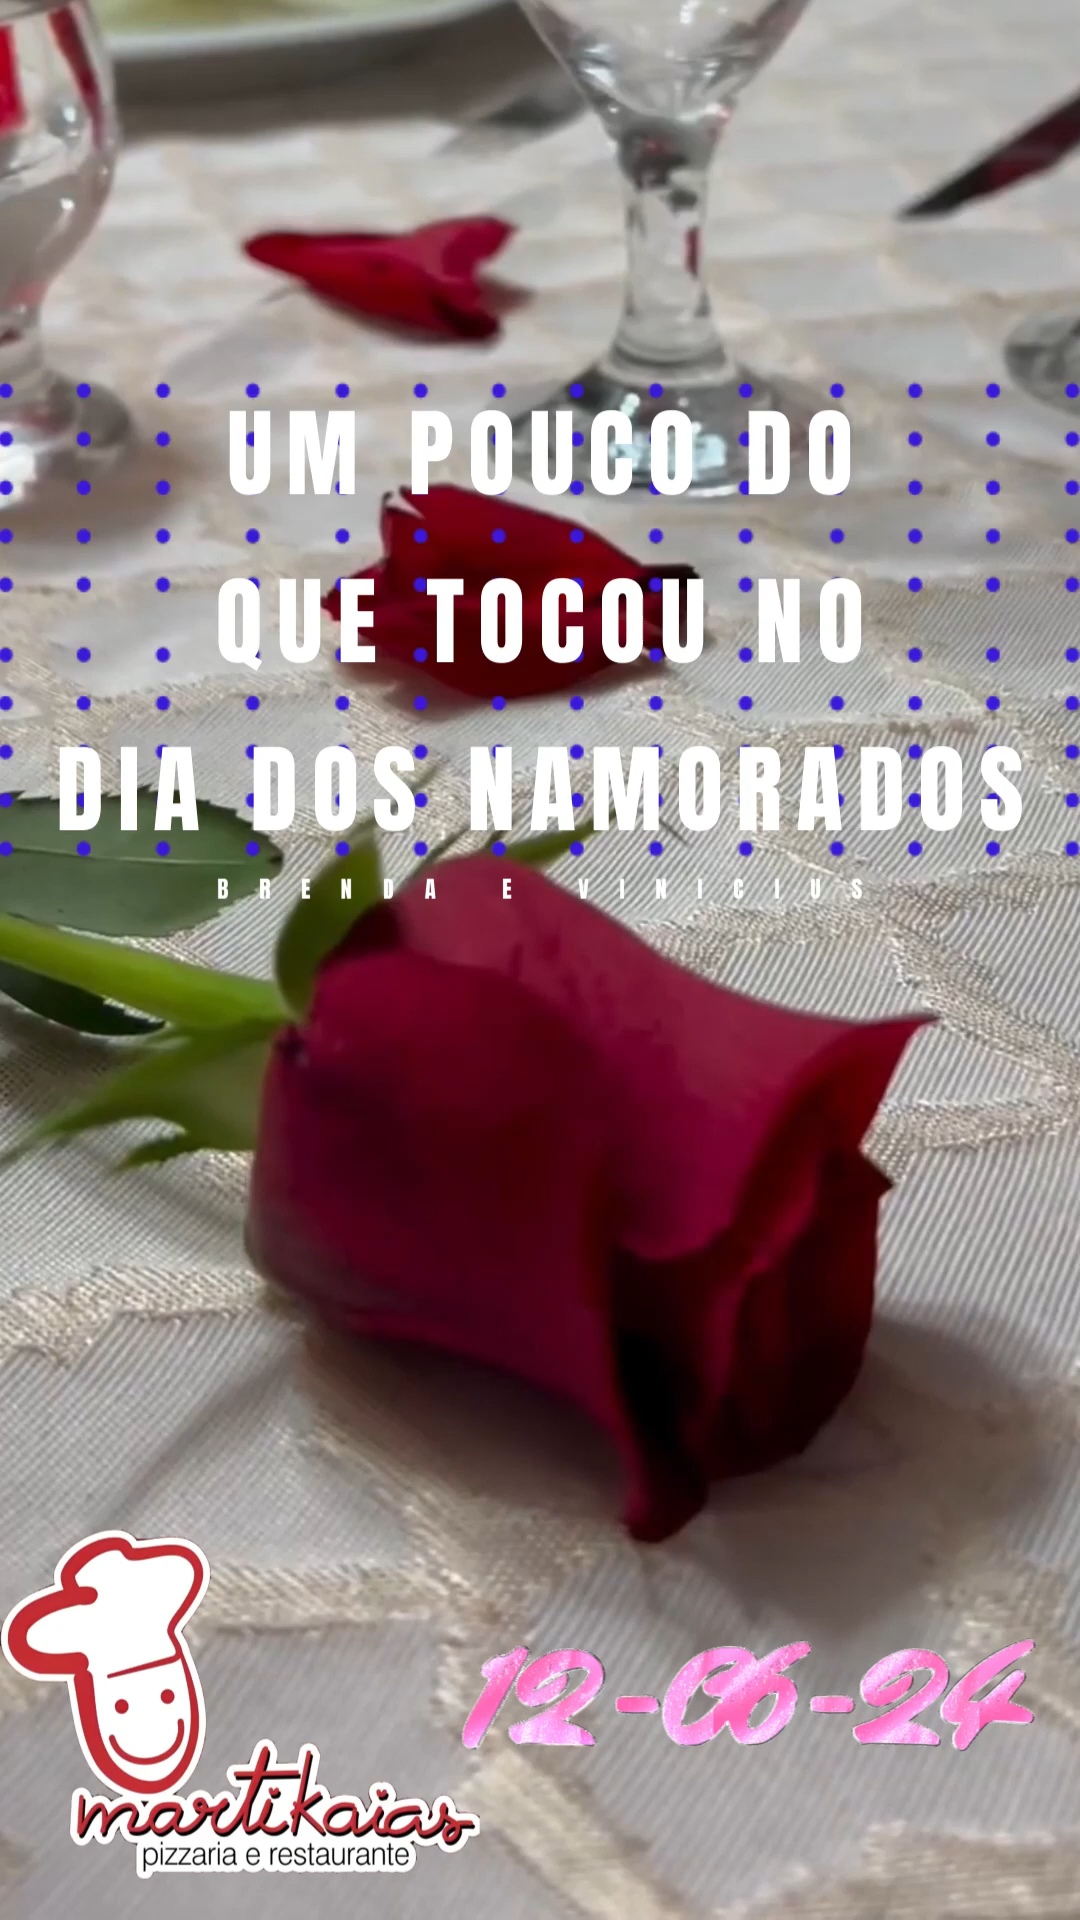 UM POUCO DO
QUE TOCOU NO
DIA DOS NAMORADOS
BRENDA E VINICIUS
12-06-24
martikaias
pizzaria e restaurante